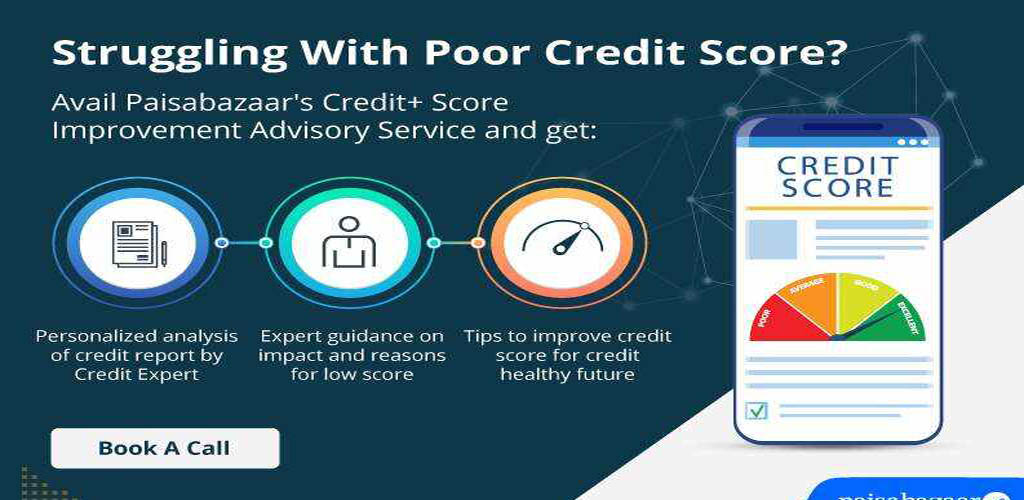 Struggling With Poor Credit Score?
Avail Paisabazaar's Credit+ Score
Improvement Advisory Service and get:
Personalized analysis
of credit report by
Credit Expert
Expert guidance on
impact and reasons
for low score
Tips to improve credit
score for credit
healthy future
Book A Call
CREDIT
SCORE
POOR
AVERAGE
GOOD
EXCELLENT
paisabazaar